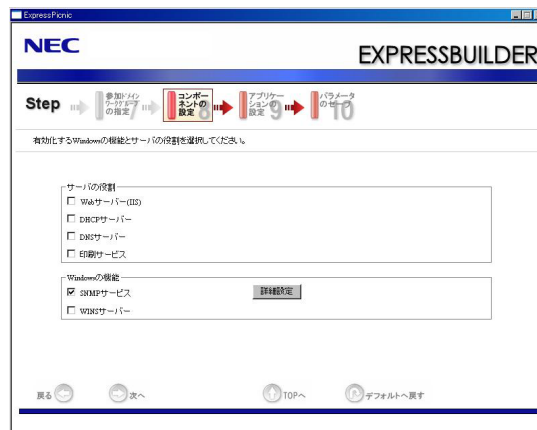 ExpressPicnic
NEC
EXPRESSBUILDER
Step
参加ドメイン
ワークグループ
の指定
7
コンポー
ネントの
設定
8
アプリケー
ションの
設定
9
パラメータ
のセーブ
10
有効化するWindowsの機能とサーバの役割を選択してください。
サーバの役割
Webサーバー(IIS)
DHCPサーバー
DNSサーバー
印刷サービス
Windowsの機能
SNMPサービス
詳細設定
WINSサーバー
戻る
次へ
TOPへ
デフォルトへ戻す